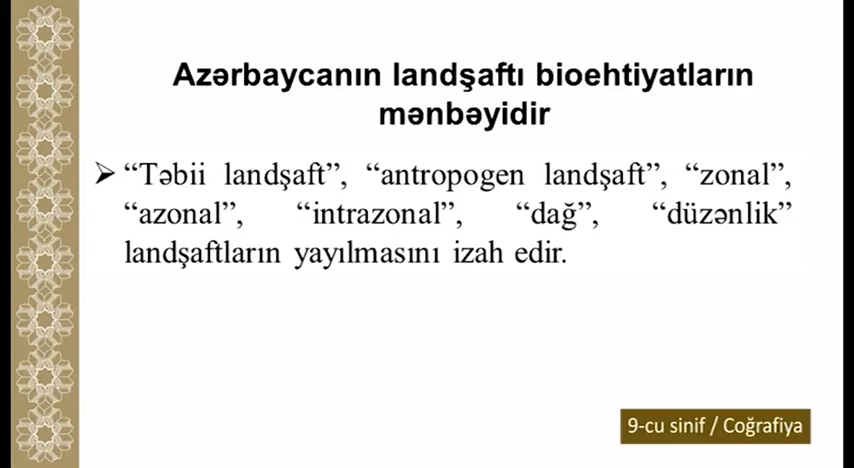 Azərbaycanın landşaftı bioehtiyatların
mənbəyidir
➢ “Təbii landşaft”, “antropogen landşaft”, “zonal”,
“azonal”, “intrazonal”, “dağ”, “düzənlik”
landşaftların yayılmasını izah edir.
9-cu sinif / Coğrafiya